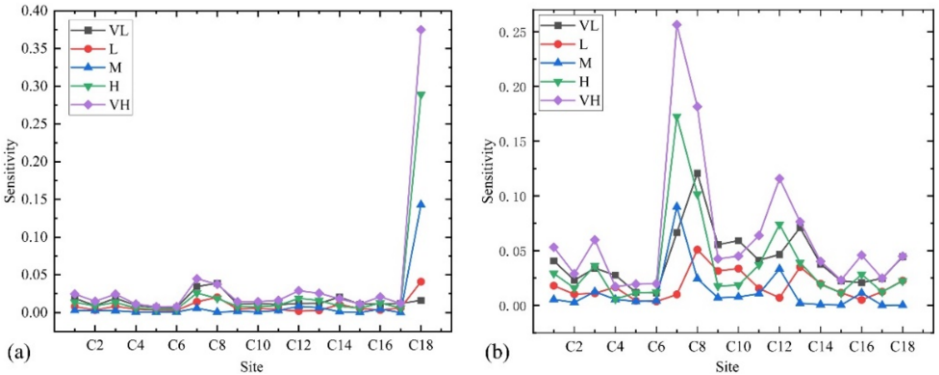 0.40
0.35
0.30
0.25
0.20
0.15
0.10
0.05
0.00
Sensitivity
VL
L
M
H
VH
C2 C4 C6 C8 C10 C12 C14 C16 C18
Site
(a)
0.25
0.20
0.15
0.10
0.05
0.00
Sensitivity
VL
L
M
H
VH
C2 C4 C6 C8 C10 C12 C14 C16 C18
Site
(b)